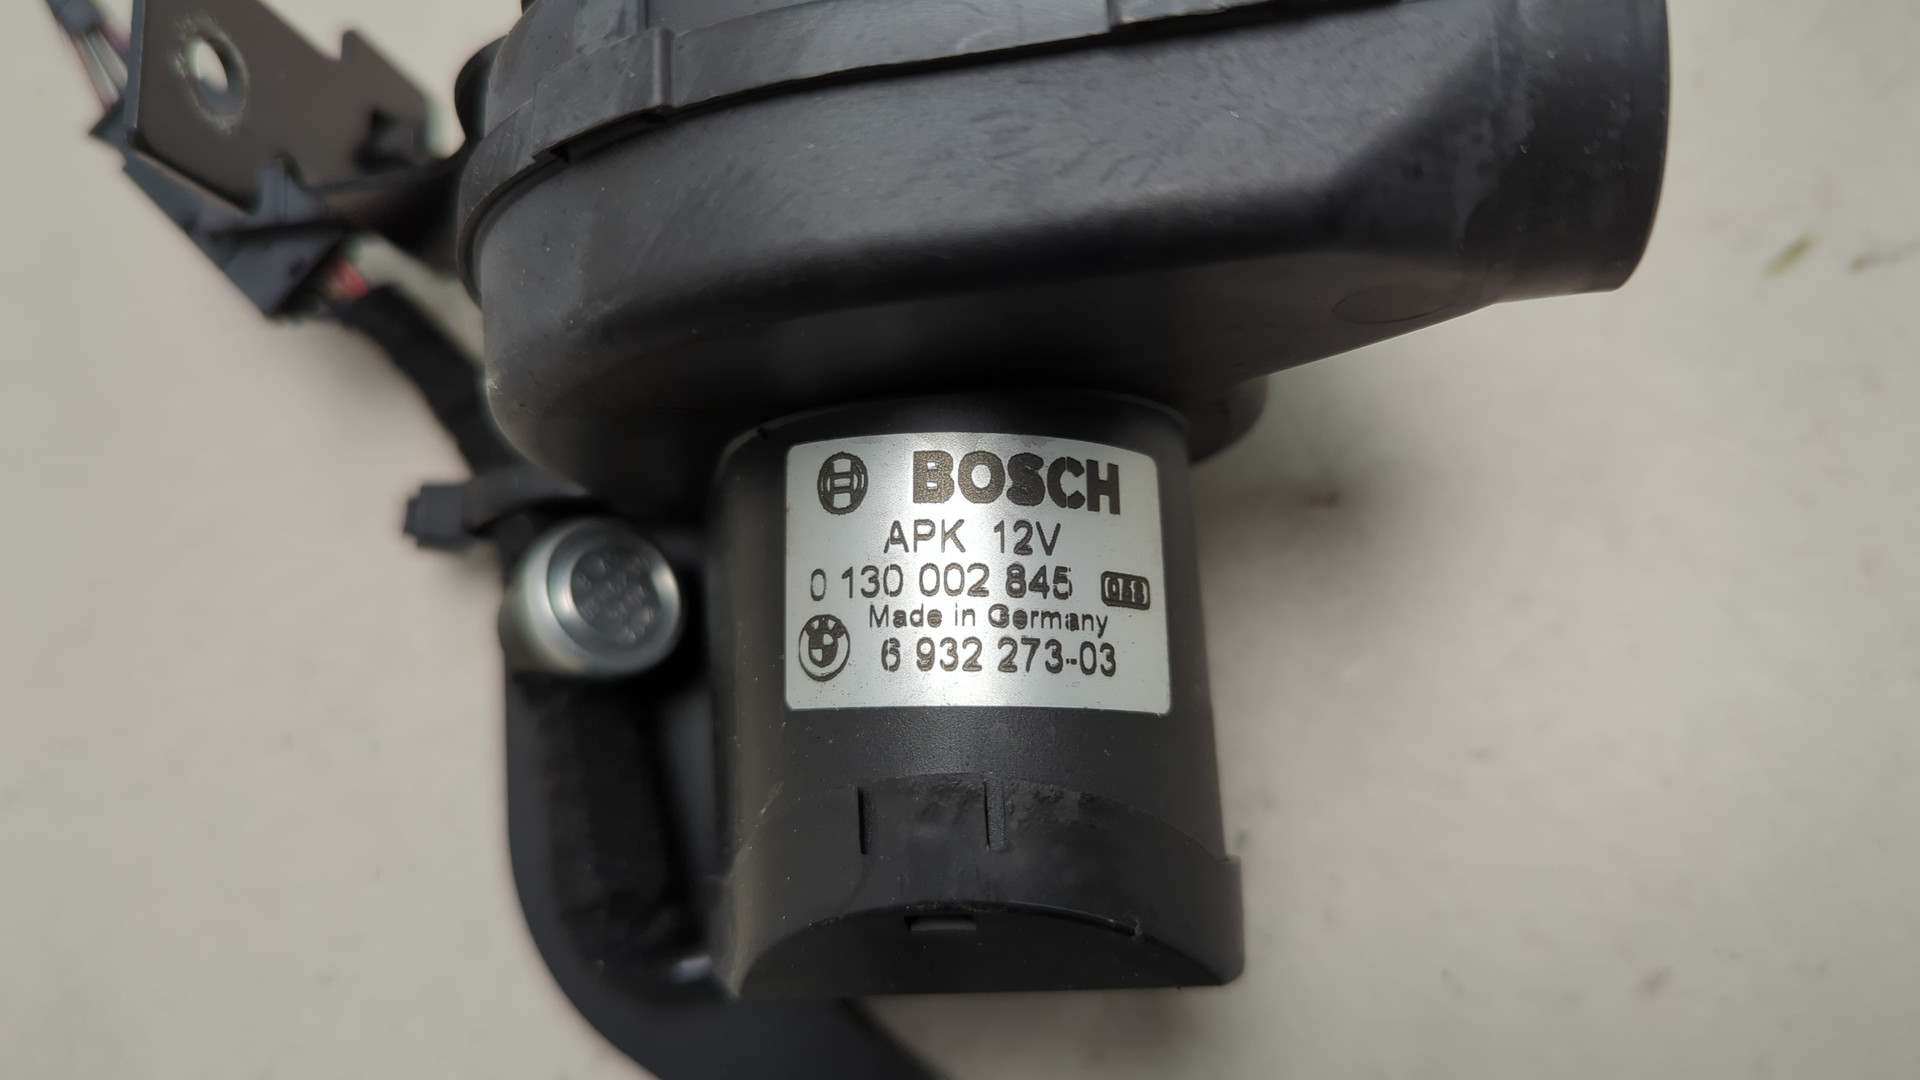 BOSCH
APK 12V
0 130 002 845
Made in Germany
6 932 273-03